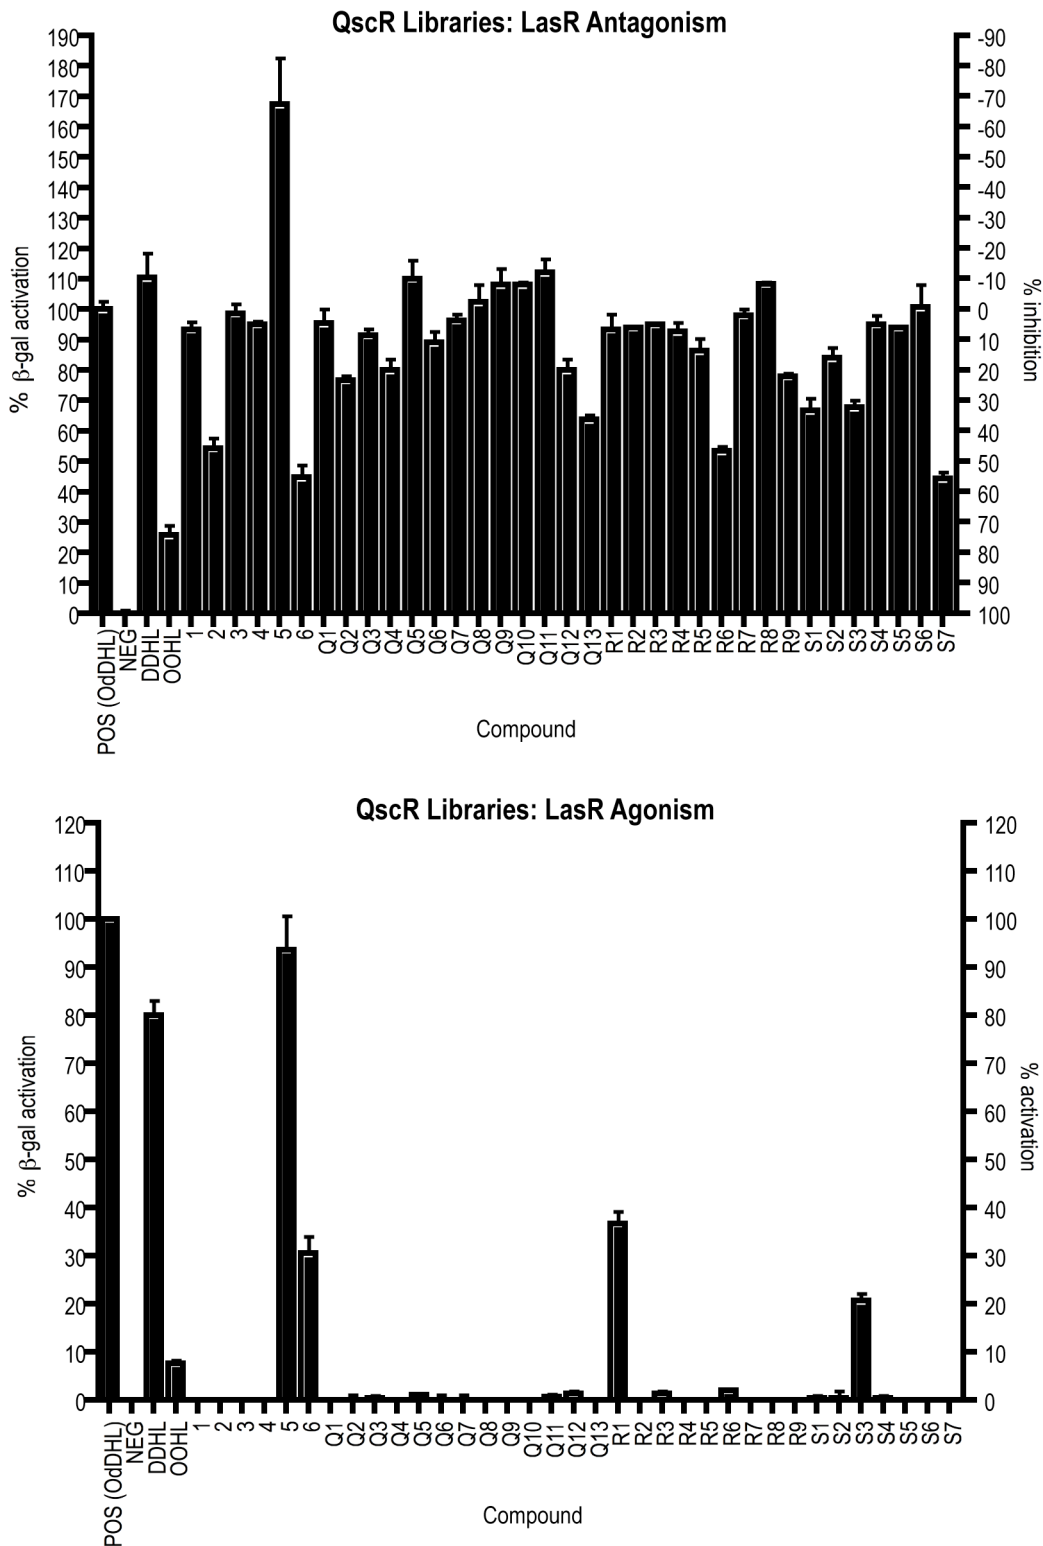 QscR Libraries: LasR Antagonism
% β-gal activation
190
180
170
160
150
140
130
120
110
100
90
80
70
60
50
40
30
20
10
0
-90
-80
-70
-60
-50
-40
-30
-20
-10
0
10
20
30
40
50
60
70
80
90
100
% inhibition
POS (OdDHL)
NEG
DDHL
OOHL
1
2
3
4
5
6
Q1
Q2
Q3
Q4
Q5
Q6
Q7
Q8
Q9
Q10
Q11
Q12
Q13
R1
R2
R3
R4
R5
R6
R7
R8
R9
S1
S2
S3
S4
S5
S6
S7
Compound
QscR Libraries: LasR Agonism
% β-gal activation
120
110
100
90
80
70
60
50
40
30
20
10
0
120
110
100
90
80
70
60
50
40
30
20
10
0
% activation
POS (OdDHL)
NEG
DDHL
OOHL
1
2
3
4
5
6
Q1
Q2
Q3
Q4
Q5
Q6
Q7
Q8
Q9
Q10
Q11
Q12
Q13
R1
R2
R3
R4
R5
R6
R7
R8
R9
S1
S2
S3
S4
S5
S6
S7
Compound